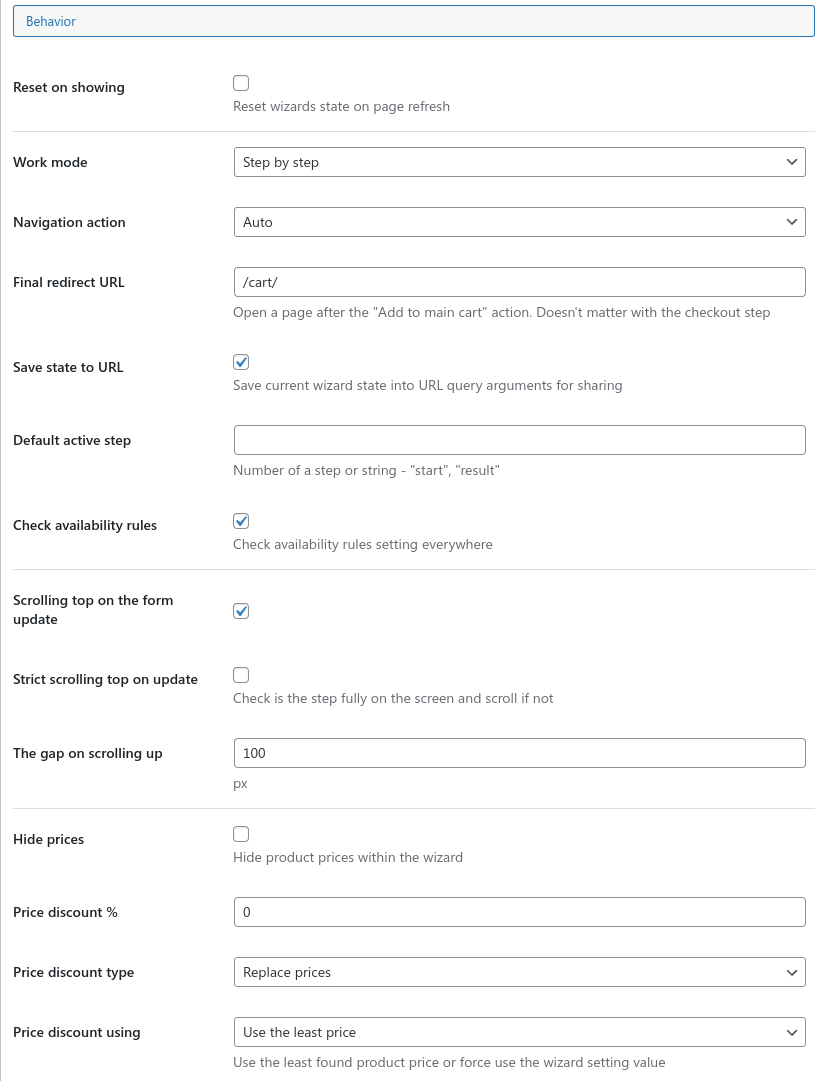 Behavior
Reset on showing
Reset wizards state on page refresh
Work mode
Step by step
Navigation action
Auto
Final redirect URL
/cart/
Open a page after the "Add to main cart" action. Doesn't matter with the checkout step
Save state to URL
Save current wizard state into URL query arguments for sharing
Default active step
Number of a step or string - "start", "result"
Check availability rules
Check availability rules setting everywhere
Scrolling top on the form
update
Strict scrolling top on update
Check is the step fully on the screen and scroll if not
The gap on scrolling up
100
px
Hide prices
Hide product prices within the wizard
Price discount %
0
Price discount type
Replace prices
Price discount using
Use the least price
Use the least found product price or force use the wizard setting value